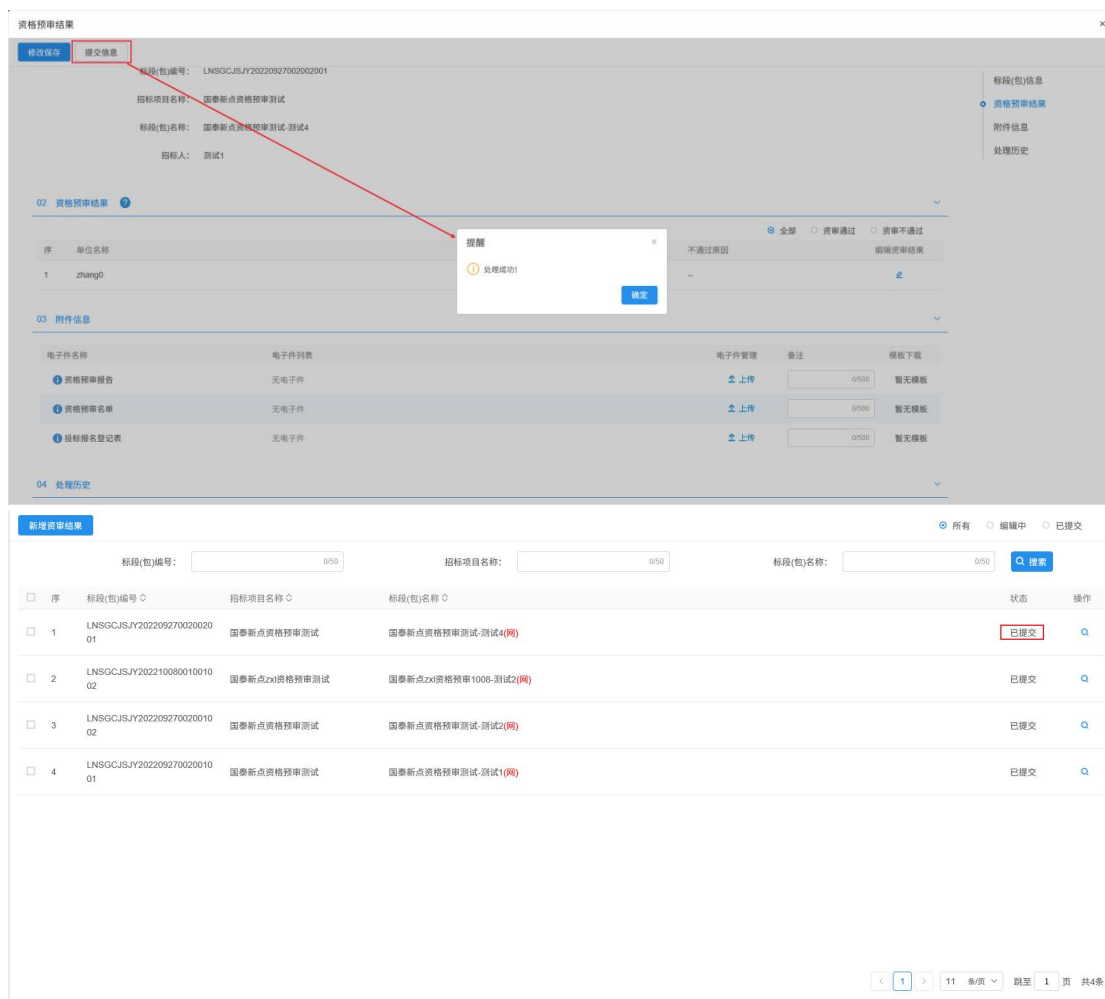 资格预审结果 ×
修改保存 提交信息
标段(包)编号: LNSGCJSJY20220927002002001
招标项目名称: 国泰新点资格预审测试
标段(包)名称: 国泰新点资格预审测试-测试4
招标人: 测试1
标段(包)信息
资格预审结果
附件信息
处理历史
02 资格预审结果 ?
全部 资审通过 资审不通过
序 单位名称 不通过原因 编辑资审结果
1 zhang0 --
提醒 ×
处理成功!
确定
03 附件信息
电子件名称 电子件列表 电子件管理 备注 模板下载
资格预审报告 无电子件 上传 0/500 暂无模板
资格预审名单 无电子件 上传 0/500 暂无模板
投标报名登记表 无电子件 上传 0/500 暂无模板
04 处理历史
新增资审结果 所有 编辑中 已提交
标段(包)编号: 0/50 招标项目名称: 0/50 标段(包)名称: 0/50 搜索
序 标段(包)编号 招标项目名称 标段(包)名称 状态 操作
1 LNSGCJSJY202209270020020
01 国泰新点资格预审测试 国泰新点资格预审测试-测试4(网) 已提交
2 LNSGCJSJY202210080010010
02 国泰新点zxl资格预审测试 国泰新点zxl资格预审1008-测试2(网) 已提交
3 LNSGCJSJY202209270020010
02 国泰新点资格预审测试 国泰新点资格预审测试-测试2(网) 已提交
4 LNSGCJSJY202209270020010
01 国泰新点资格预审测试 国泰新点资格预审测试-测试1(网) 已提交
< 1 > 11 条/页 跳至 1 页 共4条